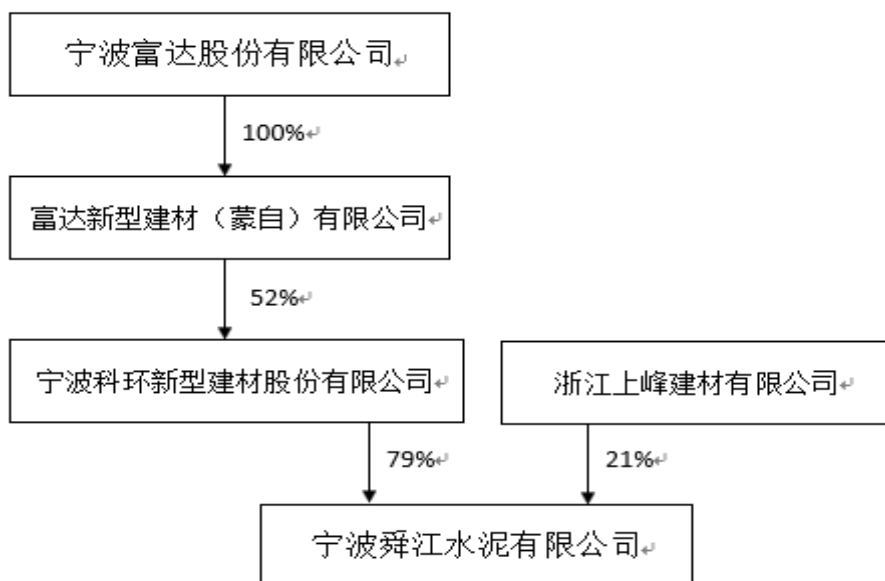 宁波富达股份有限公司
100%
富达新型建材（蒙自）有限公司
52%
宁波科环新型建材股份有限公司
浙江上峰建材有限公司
79%
21%
宁波舜江水泥有限公司